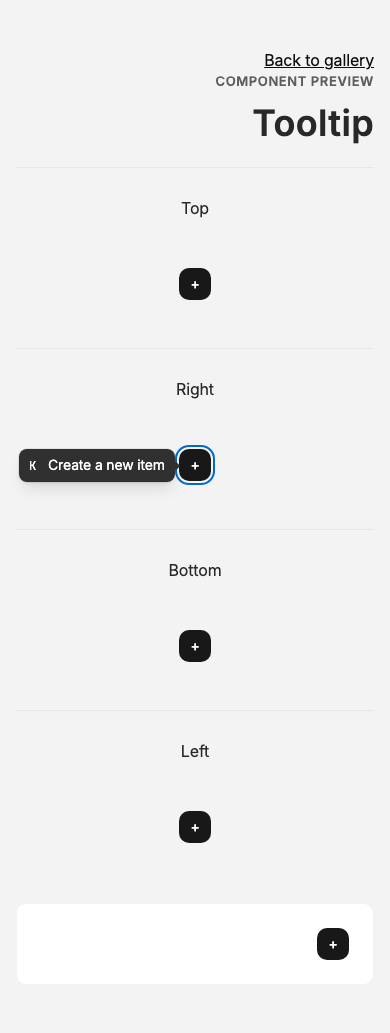 Back to gallery
COMPONENT PREVIEW
Tooltip
Top
+
Right
K Create a new item
+
Bottom
+
Left
+
+